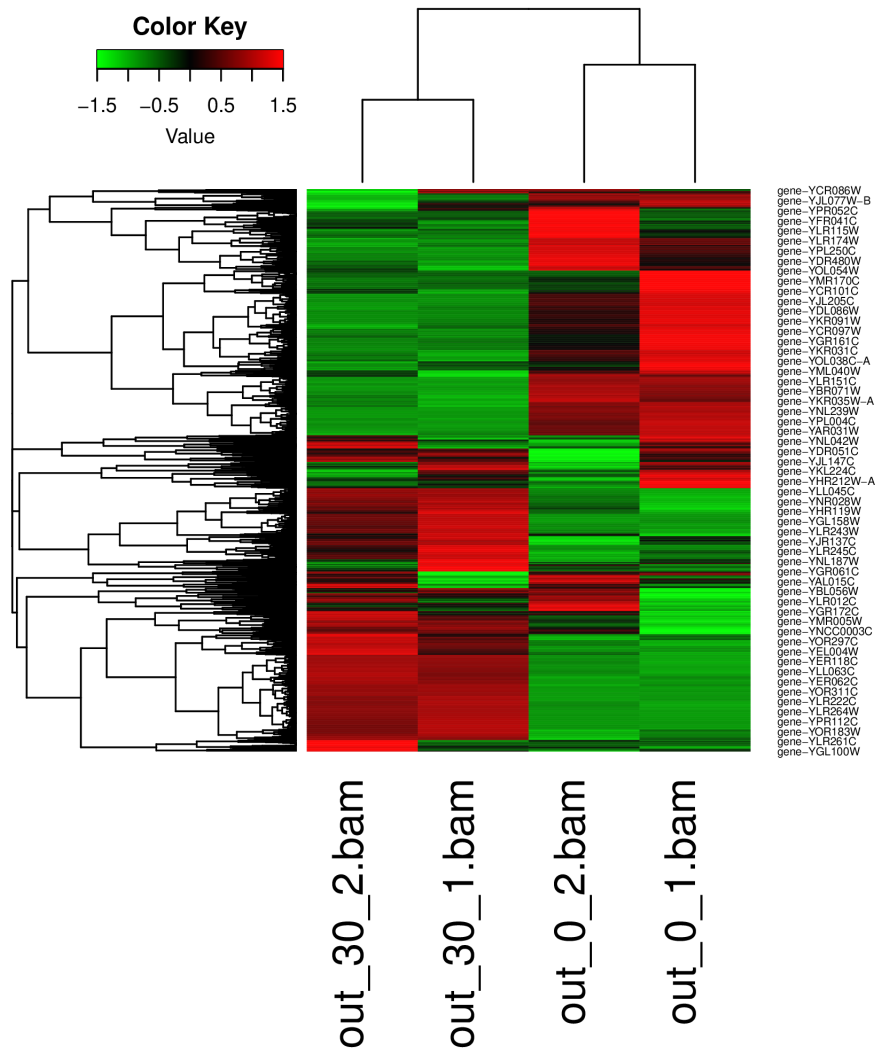 Color Key
−1.5 −0.5 0.5 1.5
Value
gene−YCR086W
gene−YJL077W−B
gene−YPR052C
gene−YFR041C
gene−YLR115W
gene−YLR174W
gene−YPL250C
gene−YDR480W
gene−YOL054W
gene−YMR170C
gene−YCR101C
gene−YJL205C
gene−YDL086W
gene−YKR091W
gene−YCR097W
gene−YGR161C
gene−YKR031C
gene−YOL038C−A
gene−YML040W
gene−YLR151C
gene−YBR071W
gene−YKR035W−A
gene−YNL239W
gene−YPL004C
gene−YAR031W
gene−YNL042W
gene−YDR051C
gene−YJL147C
gene−YKL224C
gene−YHR212W−A
gene−YLL045C
gene−YNR028W
gene−YHR119W
gene−YGL158W
gene−YLR243W
gene−YJR137C
gene−YLR245C
gene−YNL187W
gene−YGR061C
gene−YAL015C
gene−YBL056W
gene−YLR012C
gene−YGR172C
gene−YMR005W
gene−YNCC0003C
gene−YOR297C
gene−YEL004W
gene−YER118C
gene−YLL063C
gene−YER062C
gene−YOR311C
gene−YLR222C
gene−YLR264W
gene−YPR112C
gene−YOR183W
gene−YLR261C
gene−YGL100W
out_30_2.bam
out_30_1.bam
out_0_2.bam
out_0_1.bam